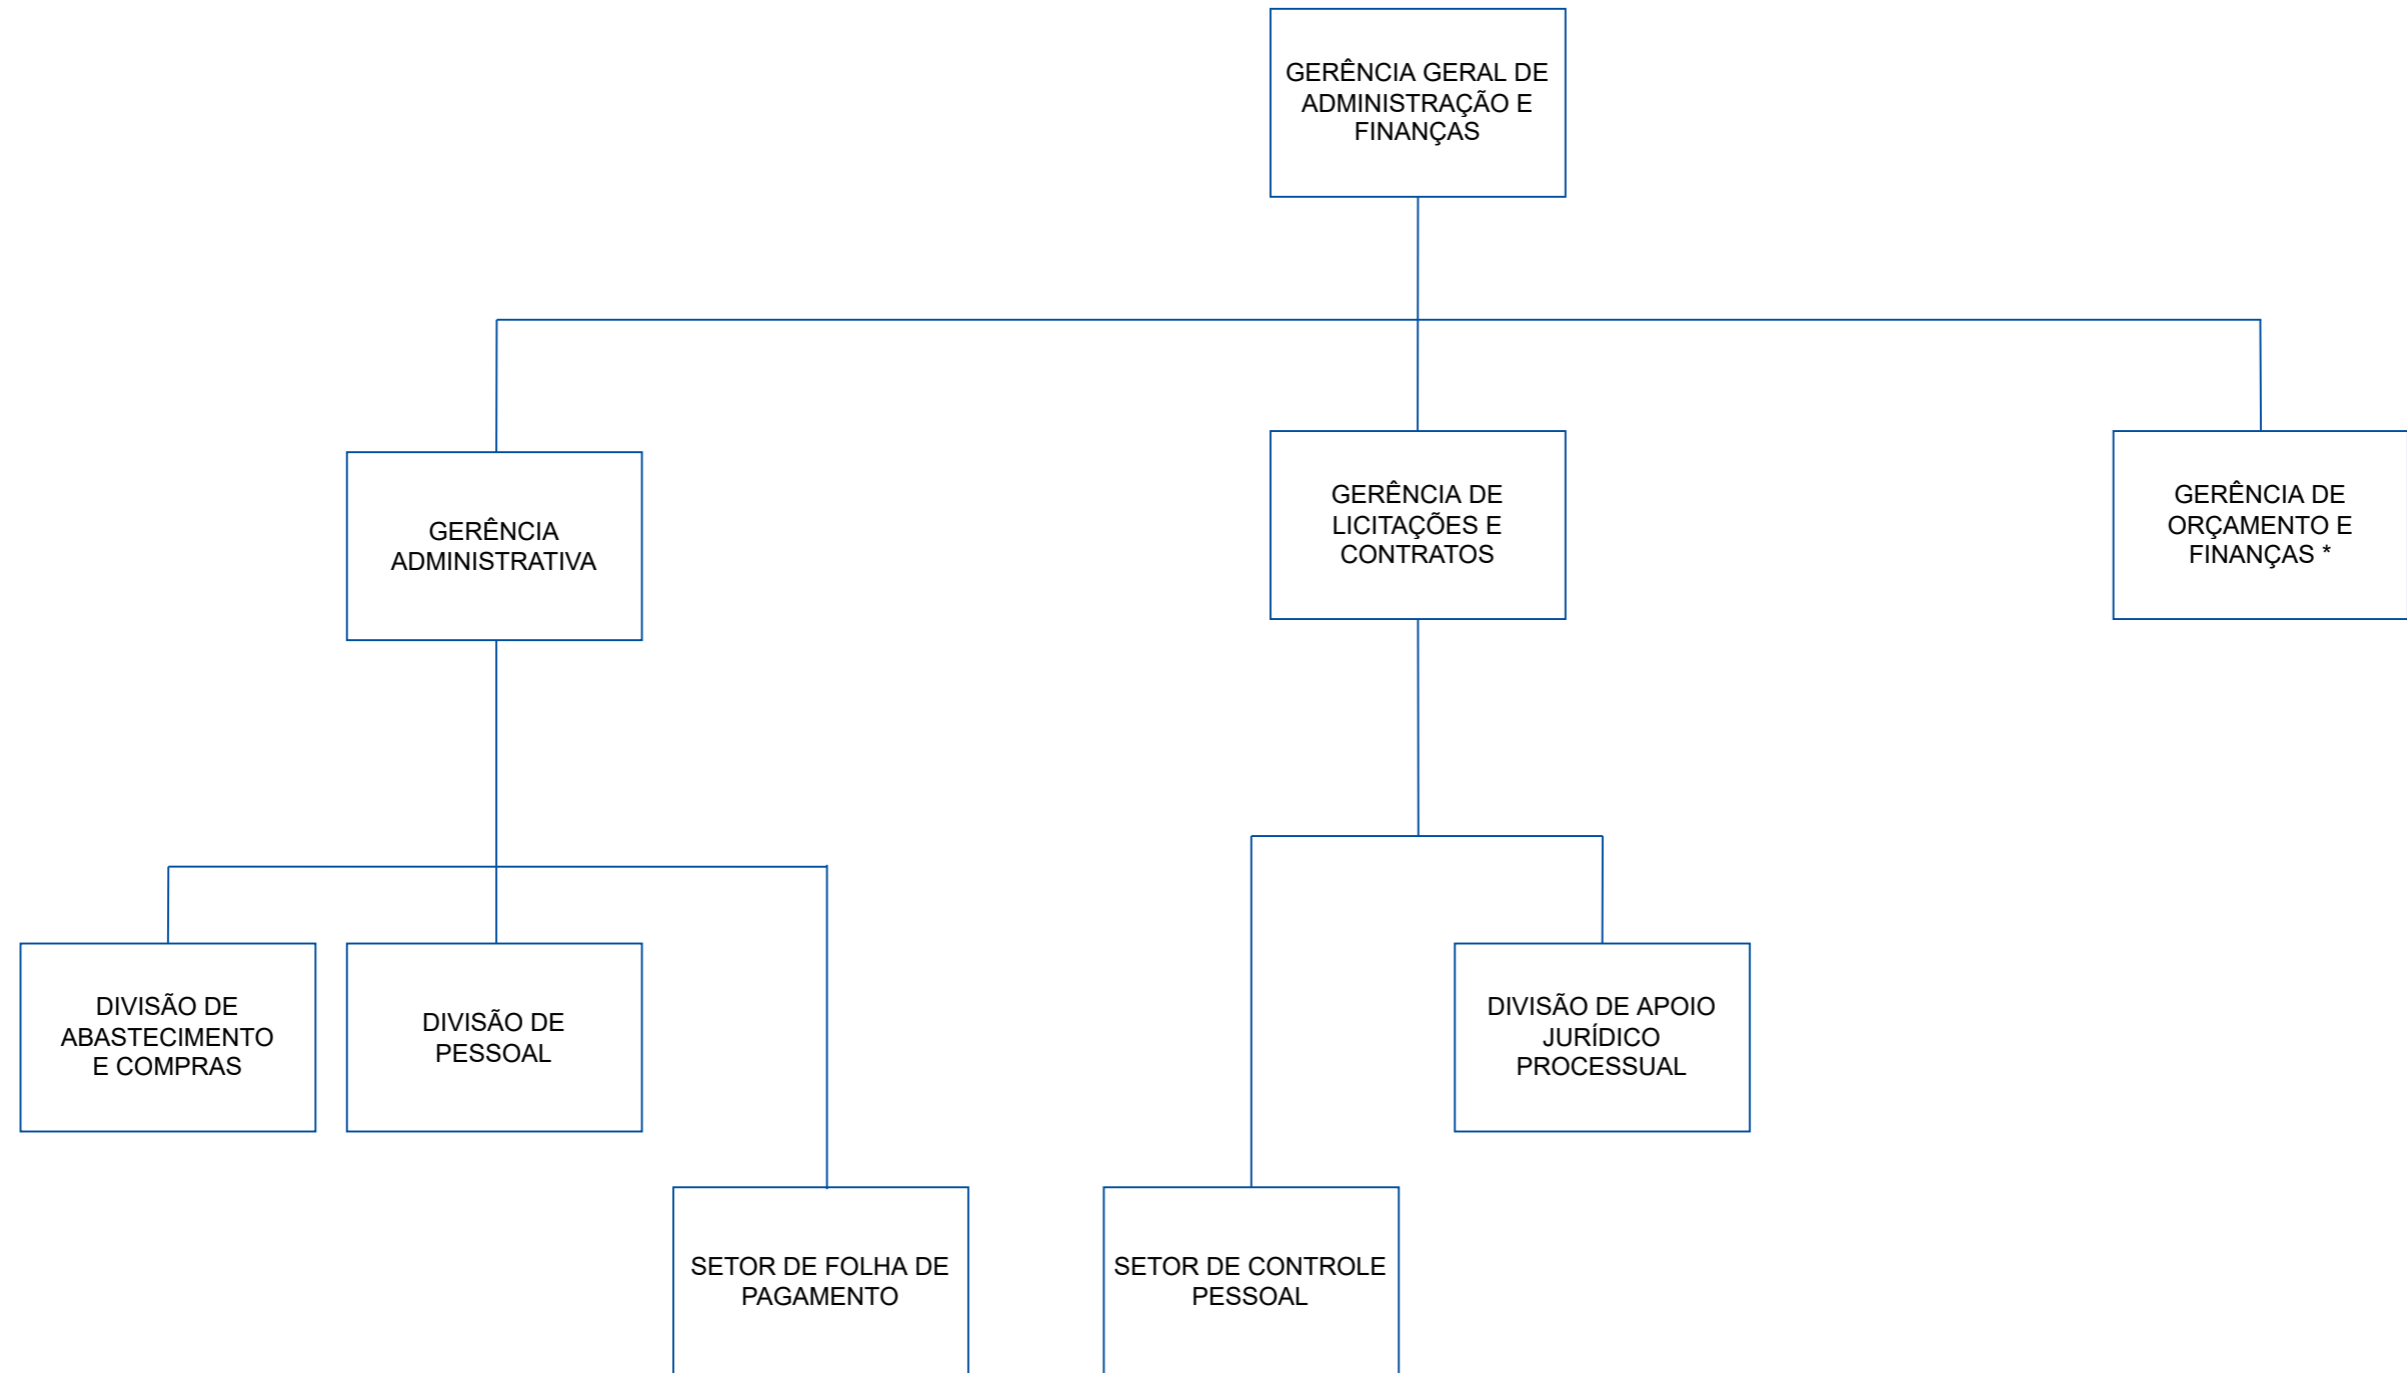 GERÊNCIA GERAL DE
ADMINISTRAÇÃO E
FINANÇAS
GERÊNCIA
ADMINISTRATIVA
GERÊNCIA DE
LICITAÇÕES E
CONTRATOS
GERÊNCIA DE
ORÇAMENTO E
FINANÇAS *
DIVISÃO DE
ABASTECIMENTO
E COMPRAS
DIVISÃO DE
PESSOAL
DIVISÃO DE APOIO
JURÍDICO
PROCESSUAL
SETOR DE FOLHA DE
PAGAMENTO
SETOR DE CONTROLE
PESSOAL